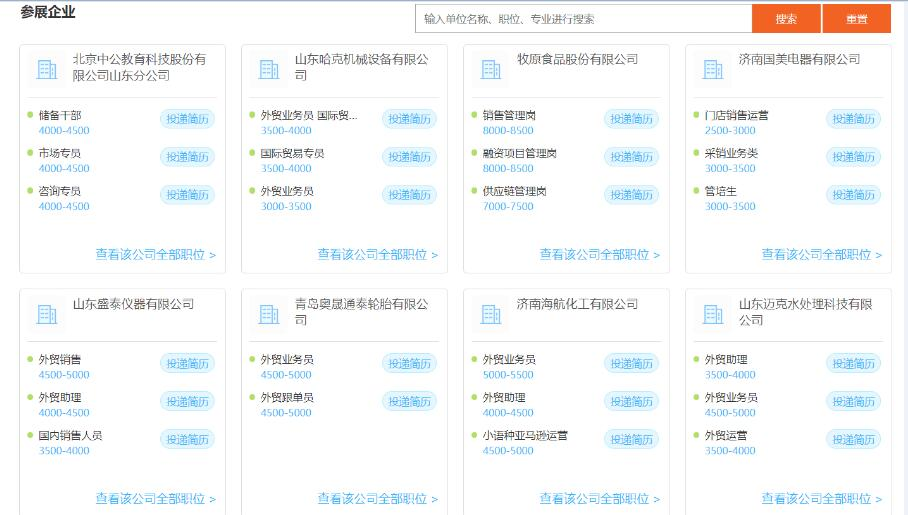 参展企业
输入单位名称、职位、专业进行搜索
搜索
重置
北京中公教育科技股份有
限公司山东分公司
储备干部
投递简历
4000-4500
市场专员
投递简历
4000-4500
咨询专员
投递简历
4000-4500
查看该公司全部职位 >
山东哈克机械设备有限公
司
外贸业务员 国际贸...
投递简历
3500-4000
国际贸易专员
投递简历
3500-4000
外贸业务员
投递简历
3000-3500
查看该公司全部职位 >
牧原食品股份有限公司
销售管理岗
投递简历
8000-8500
融资项目管理岗
投递简历
8000-8500
供应链管理岗
投递简历
7000-7500
查看该公司全部职位 >
济南国美电器有限公司
门店销售运营
投递简历
2500-3000
采销业务类
投递简历
3000-3500
管培生
投递简历
3000-3500
查看该公司全部职位 >
山东盛泰仪器有限公司
外贸销售
投递简历
4500-5000
外贸助理
投递简历
4000-4500
国内销售人员
投递简历
3500-4000
查看该公司全部职位 >
青岛奥晟通泰轮胎有限公
司
外贸业务员
投递简历
4500-5000
外贸跟单员
投递简历
4500-5000
查看该公司全部职位 >
济南海航化工有限公司
外贸业务员
投递简历
5000-5500
外贸助理
投递简历
4000-4500
小语种亚马逊运营
投递简历
4500-5000
查看该公司全部职位 >
山东迈克水处理科技有限
公司
外贸助理
投递简历
3500-4000
外贸业务员
投递简历
4500-5000
外贸运营
投递简历
3500-4000
查看该公司全部职位 >